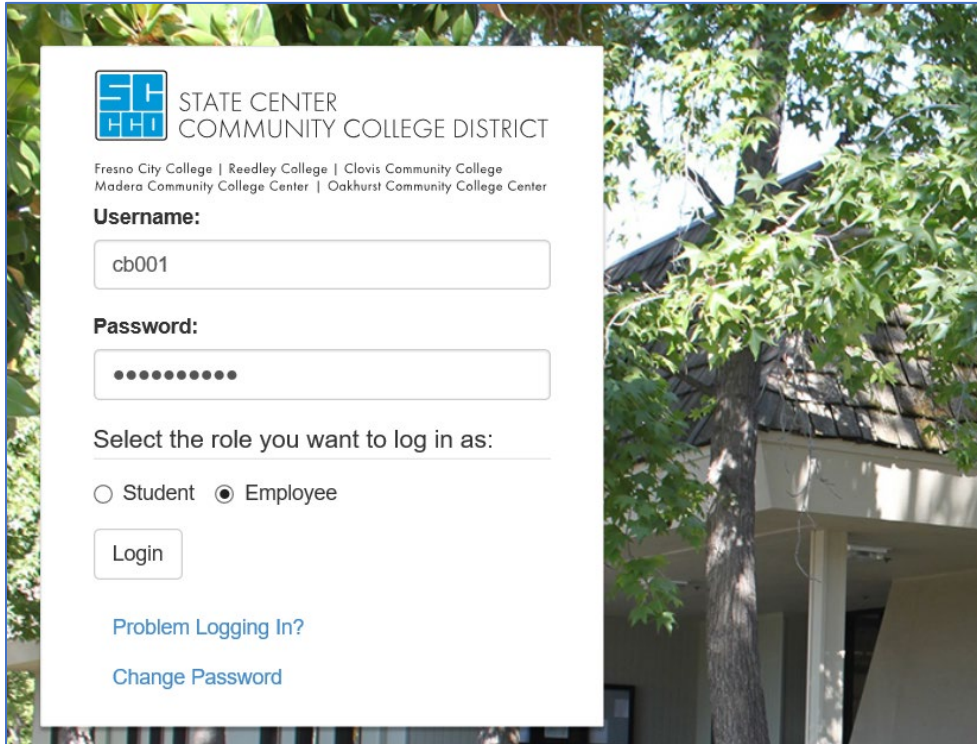 SC
CCD
STATE CENTER
COMMUNITY COLLEGE DISTRICT
Fresno City College | Reedley College | Clovis Community College
Madera Community College Center | Oakhurst Community College Center
Username:
cb001
Password:
●●●●●●●●●●
Select the role you want to log in as:
Student Employee
Login
Problem Logging In?
Change Password